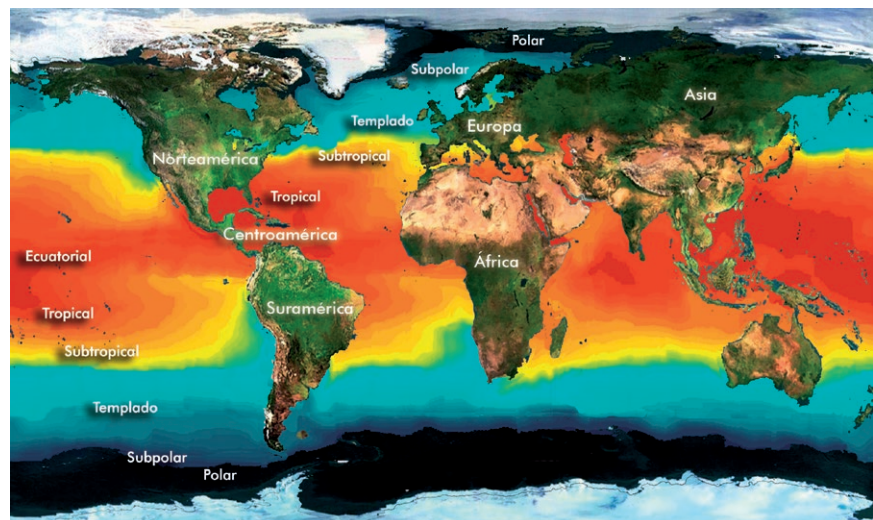 Polar
Subpolar
Asia
Templado
Europa
Norteamérica
Subtropical
Tropical
Centroamérica
Ecuatorial
África
Suramérica
Tropical
Subtropical
Templado
Subpolar
Polar